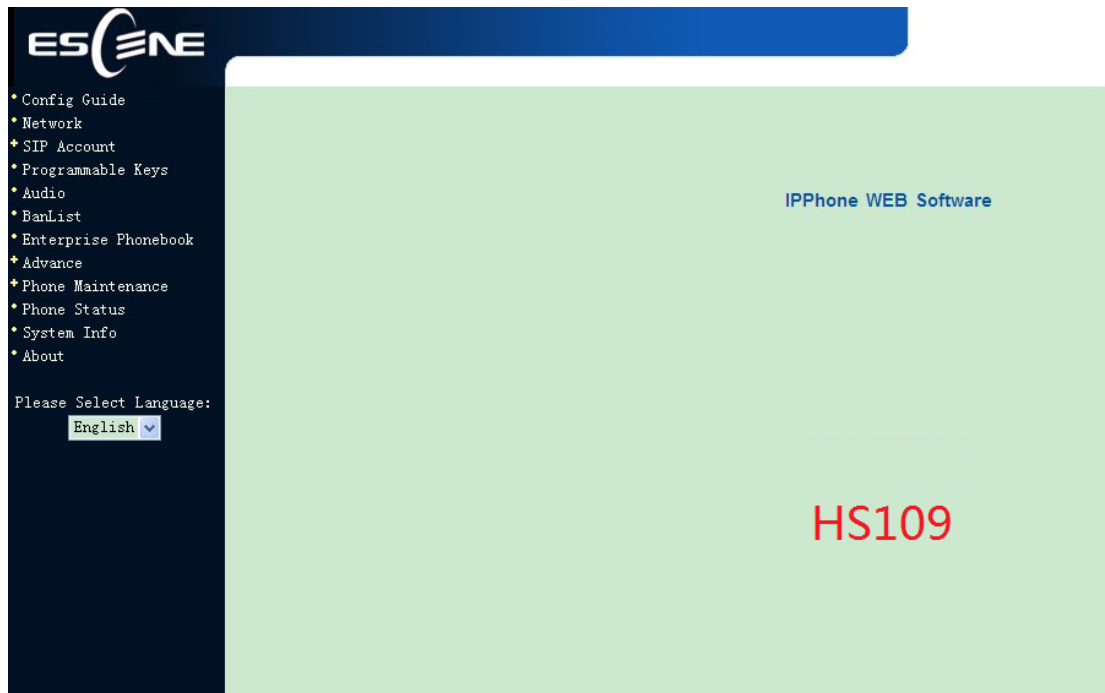 ESCENE
Config Guide
Network
SIP Account
Programmable Keys
Audio
BanList
Enterprise Phonebook
Advance
Phone Maintenance
Phone Status
System Info
About
Please Select Language:
English
IPPhone WEB Software
HS109